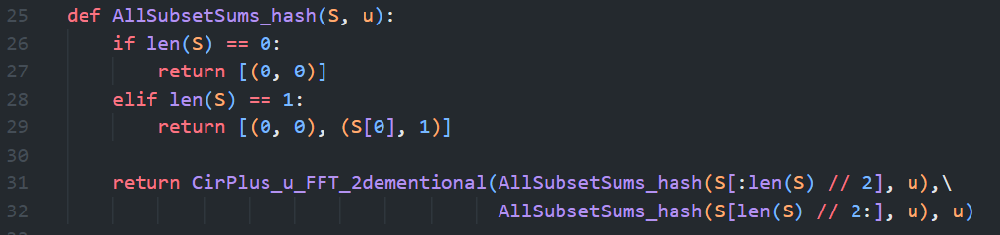 25 def AllSubsetSums_hash(S, u):
26 if len(S) == 0:
27 return [(0, 0)]
28 elif len(S) == 1:
29 return [(0, 0), (S[0], 1)]
30
31 return CirPlus_u_FFT_2dementional(AllSubsetSums_hash(S[:len(S) // 2], u),\
32 AllSubsetSums_hash(S[len(S) // 2:], u), u)